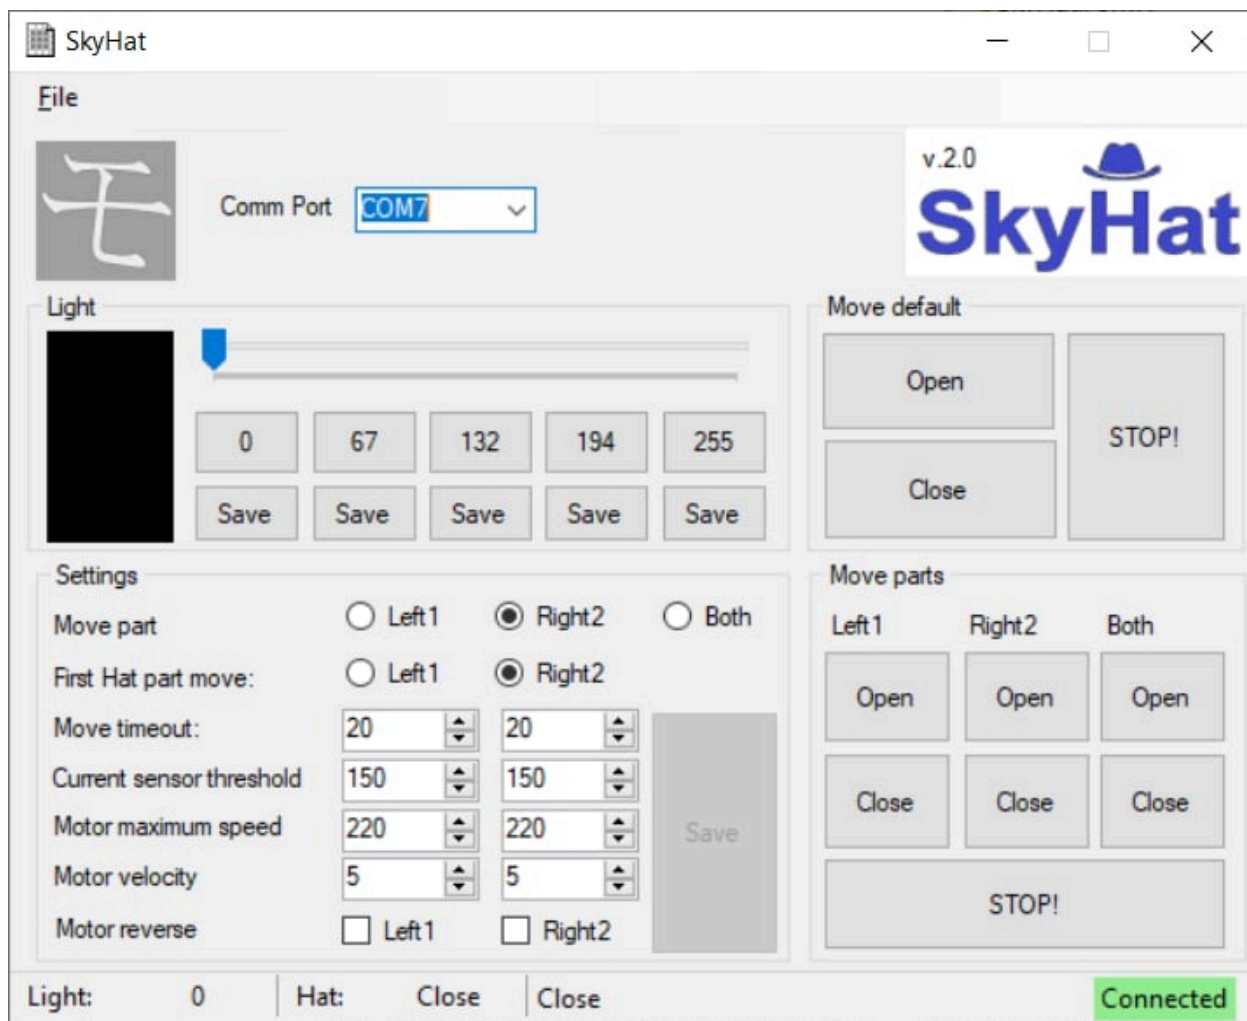 SkyHat
File
モ
Comm Port COM7
v.2.0
SkyHat
Light
0 67 132 194 255
Save Save Save Save Save
Move default
Open
Close
STOP!
Settings
Move part Left1 Right2 Both
First Hat part move: Left1 Right2
Move timeout: 20 20
Current sensor threshold 150 150
Motor maximum speed 220 220
Motor velocity 5 5
Motor reverse Left1 Right2
Save
Move parts
Left1 Right2 Both
Open Open Open
Close Close Close
STOP!
Light: 0 Hat: Close Close Connected